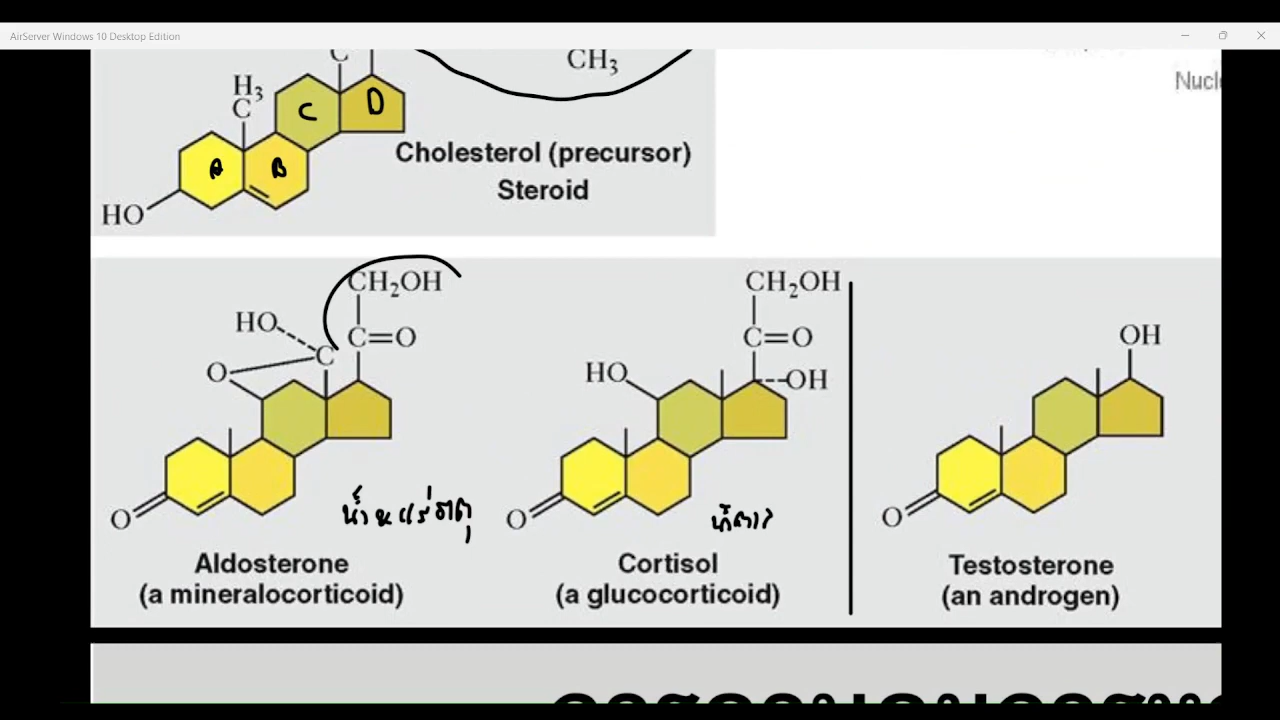 AirServer Windows 10 Desktop Edition
CH3
Nucl
C
H3
C
C
D
A
B
Cholesterol (precursor)
Steroid
HO
CH2OH
HO
C
C=O
O
O
น้ำ แร่ธาตุ
Aldosterone
(a mineralocorticoid)
CH2OH
C=O
HO
OH
O
น้ำตาล
Cortisol
(a glucocorticoid)
OH
O
Testosterone
(an androgen)